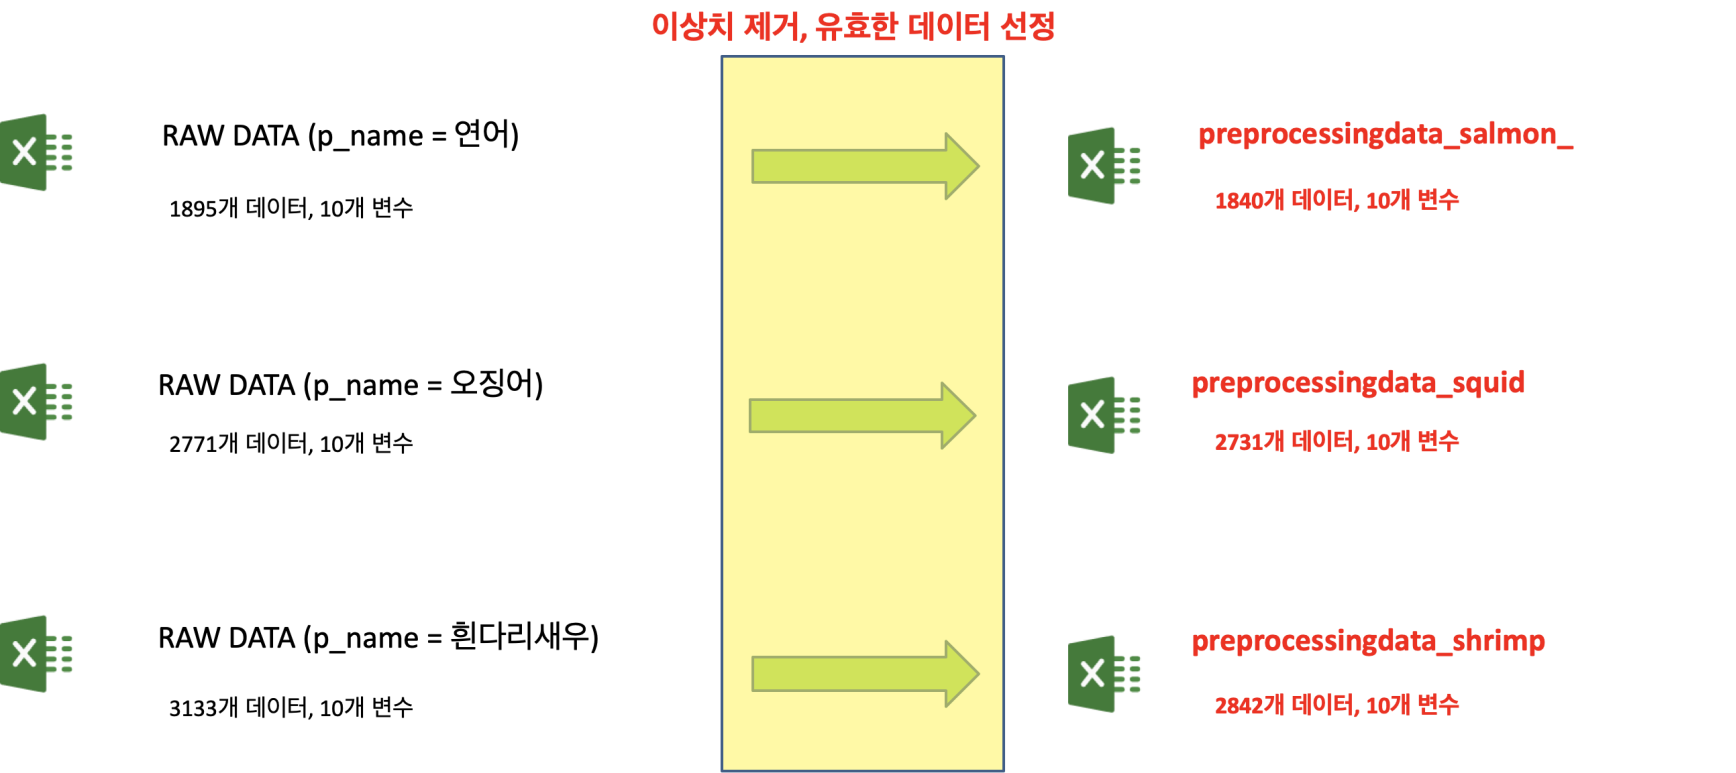 이상치 제거, 유효한 데이터 선정
RAW DATA (p_name = 연어)
1895개 데이터, 10개 변수
preprocessingdata_salmon_
1840개 데이터, 10개 변수
RAW DATA (p_name = 오징어)
2771개 데이터, 10개 변수
preprocessingdata_squid
2731개 데이터, 10개 변수
RAW DATA (p_name = 흰다리새우)
3133개 데이터, 10개 변수
preprocessingdata_shrimp
2842개 데이터, 10개 변수